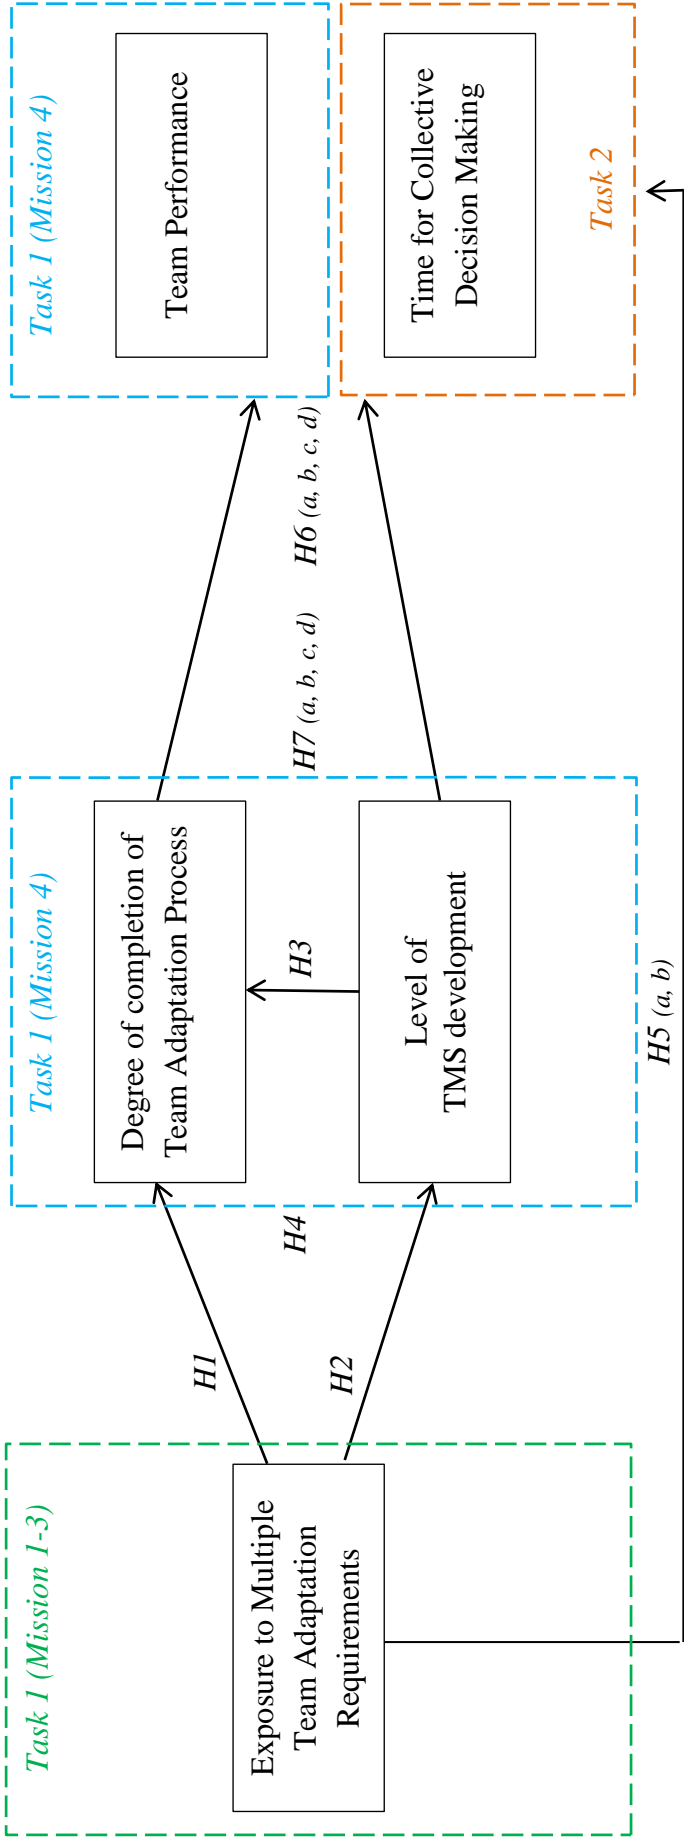 Task 1 (Mission 1-3)
Exposure to Multiple
Team Adaptation
Requirements
H1
H2
H4
Task 1 (Mission 4)
Degree of completion of
Team Adaptation Process
H3
Level of
TMS development
H5 (a, b)
H7 (a, b, c, d)
H6 (a, b, c, d)
Task 1 (Mission 4)
Team Performance
Time for Collective
Decision Making
Task 2